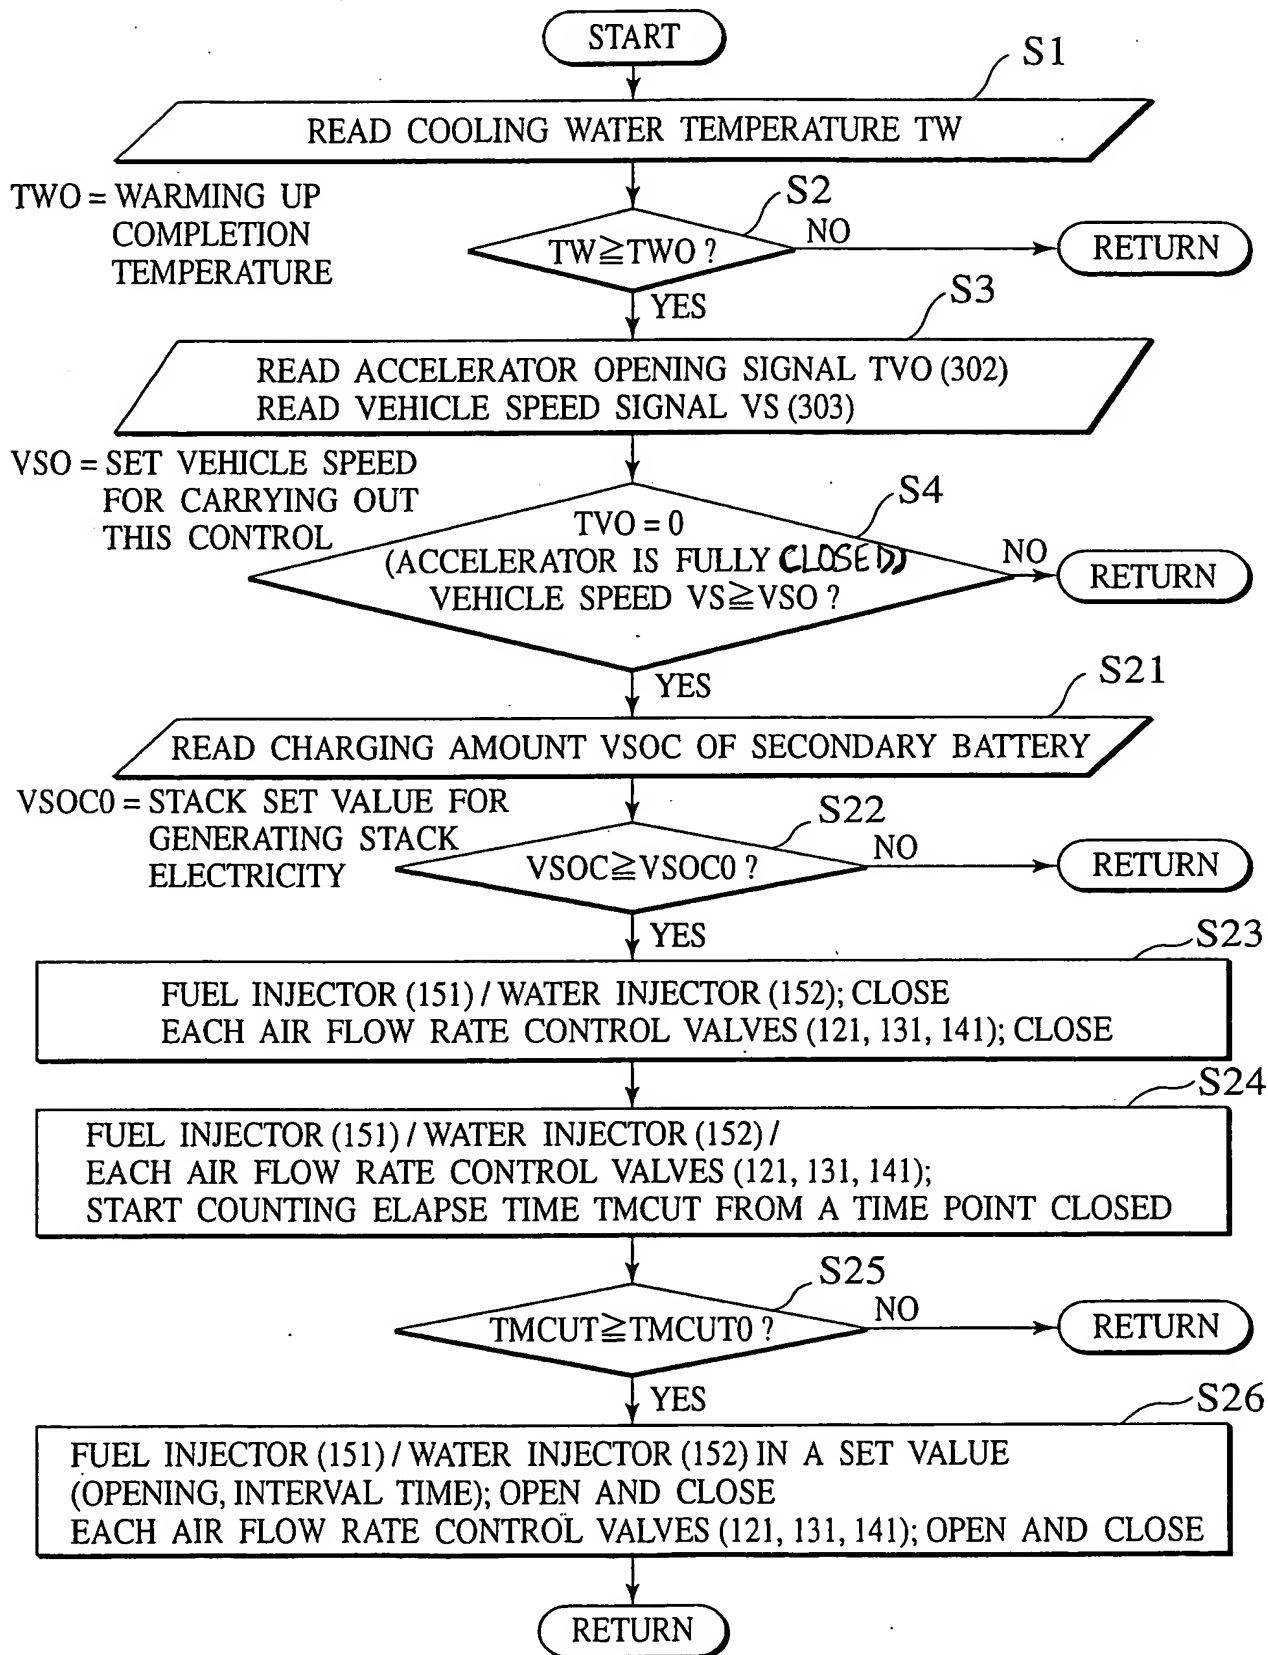 START
S1
READ COOLING WATER TEMPERATURE TW
TWO = WARMING UP
COMPLETION
TEMPERATURE
S2
TW≧TWO ?
NO
RETURN
YES
S3
READ ACCELERATOR OPENING SIGNAL TVO (302)
READ VEHICLE SPEED SIGNAL VS (303)
VSO = SET VEHICLE SPEED
FOR CARRYING OUT
THIS CONTROL
S4
TVO = 0
(ACCELERATOR IS FULLY CLOSED)
VEHICLE SPEED VS≧VSO ?
NO
RETURN
YES
S21
READ CHARGING AMOUNT VSOC OF SECONDARY BATTERY
VSOC0 = STACK SET VALUE FOR
GENERATING STACK
ELECTRICITY
S22
VSOC≧VSOC0 ?
NO
RETURN
YES
S23
FUEL INJECTOR (151) / WATER INJECTOR (152); CLOSE
EACH AIR FLOW RATE CONTROL VALVES (121, 131, 141); CLOSE
S24
FUEL INJECTOR (151) / WATER INJECTOR (152) /
EACH AIR FLOW RATE CONTROL VALVES (121, 131, 141);
START COUNTING ELAPSE TIME TMCUT FROM A TIME POINT CLOSED
S25
TMCUT≧TMCUT0 ?
NO
RETURN
YES
S26
FUEL INJECTOR (151) / WATER INJECTOR (152) IN A SET VALUE
(OPENING, INTERVAL TIME); OPEN AND CLOSE
EACH AIR FLOW RATE CONTROL VALVES (121, 131, 141); OPEN AND CLOSE
RETURN